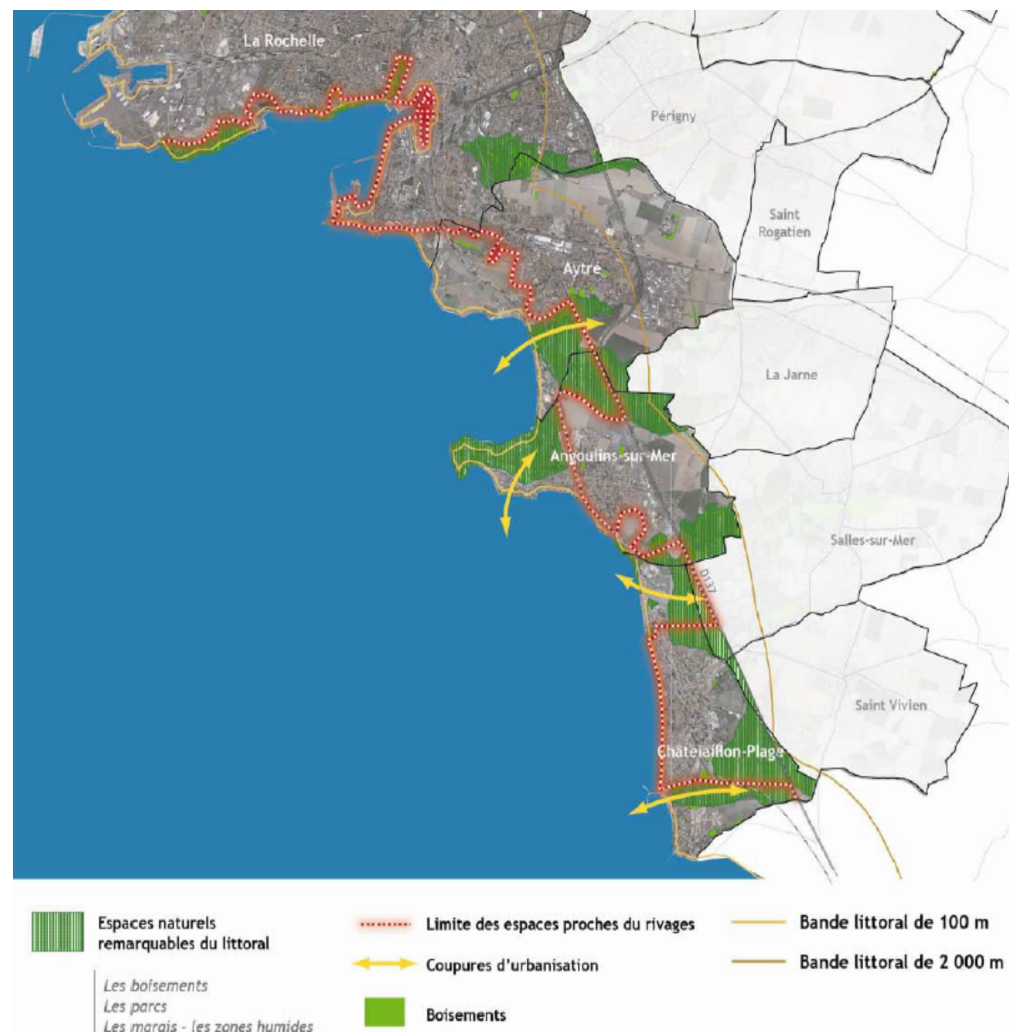 La Rochelle
Périgny
Saint
Rogatien
Aytré
La Jarne
Angoulins-sur-Mer
Salles-sur-Mer
D137
Saint Vivien
Châtelaillon-Plage
Espaces naturels
remarquables du littoral
Les boisements
Les parcs
Les marais - les zones humides
Limite des espaces proches du rivages
Coupures d'urbanisation
Boisements
Bande littoral de 100 m
Bande littoral de 2 000 m